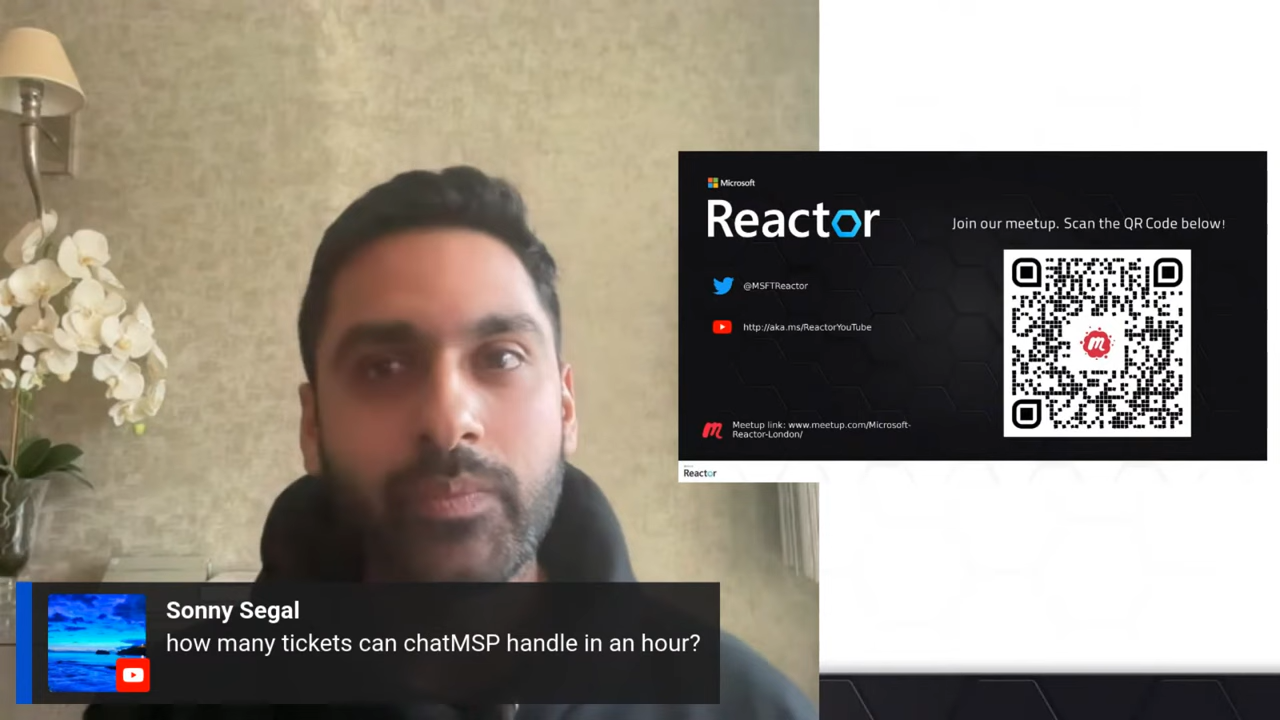 Microsoft
Reactor
Join our meetup. Scan the QR Code below!
@MSFTReactor
http://aka.ms/ReactorYouTube
m
Meetup link: www.meetup.com/Microsoft-
Reactor-London/
m
Reactor
Sonny Segal
how many tickets can chatMSP handle in an hour?